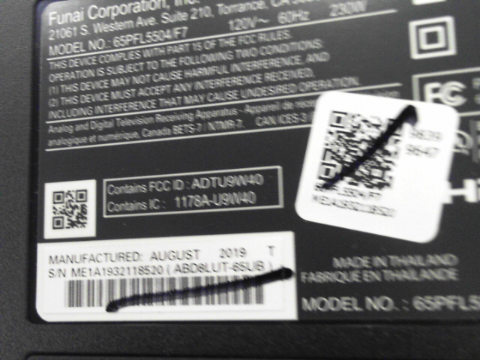 Funai Corporation, Inc.
21061 S. Western Ave. Suite 210, Torrance, CA
120V~ 60Hz 230W
MODEL NO.: 65PFL5504/F7
THIS DEVICE COMPLIES WITH PART 15 OF THE FCC RULES.
OPERATION IS SUBJECT TO THE FOLLOWING TWO CONDITIONS:
(1) THIS DEVICE MAY NOT CAUSE HARMFUL INTERFERENCE, AND
(2) THIS DEVICE MUST ACCEPT ANY INTERFERENCE RECEIVED,
INCLUDING INTERFERENCE THAT MAY CAUSE UNDESIRED
Analog and Digital Television Receiving Apparatus - Appareil de
analogique et numérique, Canada BETS-7 / NTMR-7. CAN ICES-3
FC
9639
9647
ME1A1932118520
Contains FCC ID : ADTU9W40
Contains IC : 1178A-U9W40
MANUFACTURED: AUGUST 2019 T
S/N ME1A1932118520 ( ABD6LUT-65UB )
MADE IN THAILAND
FABRIQUÉ EN THAÏLANDE
MODEL NO. : 65PFL5